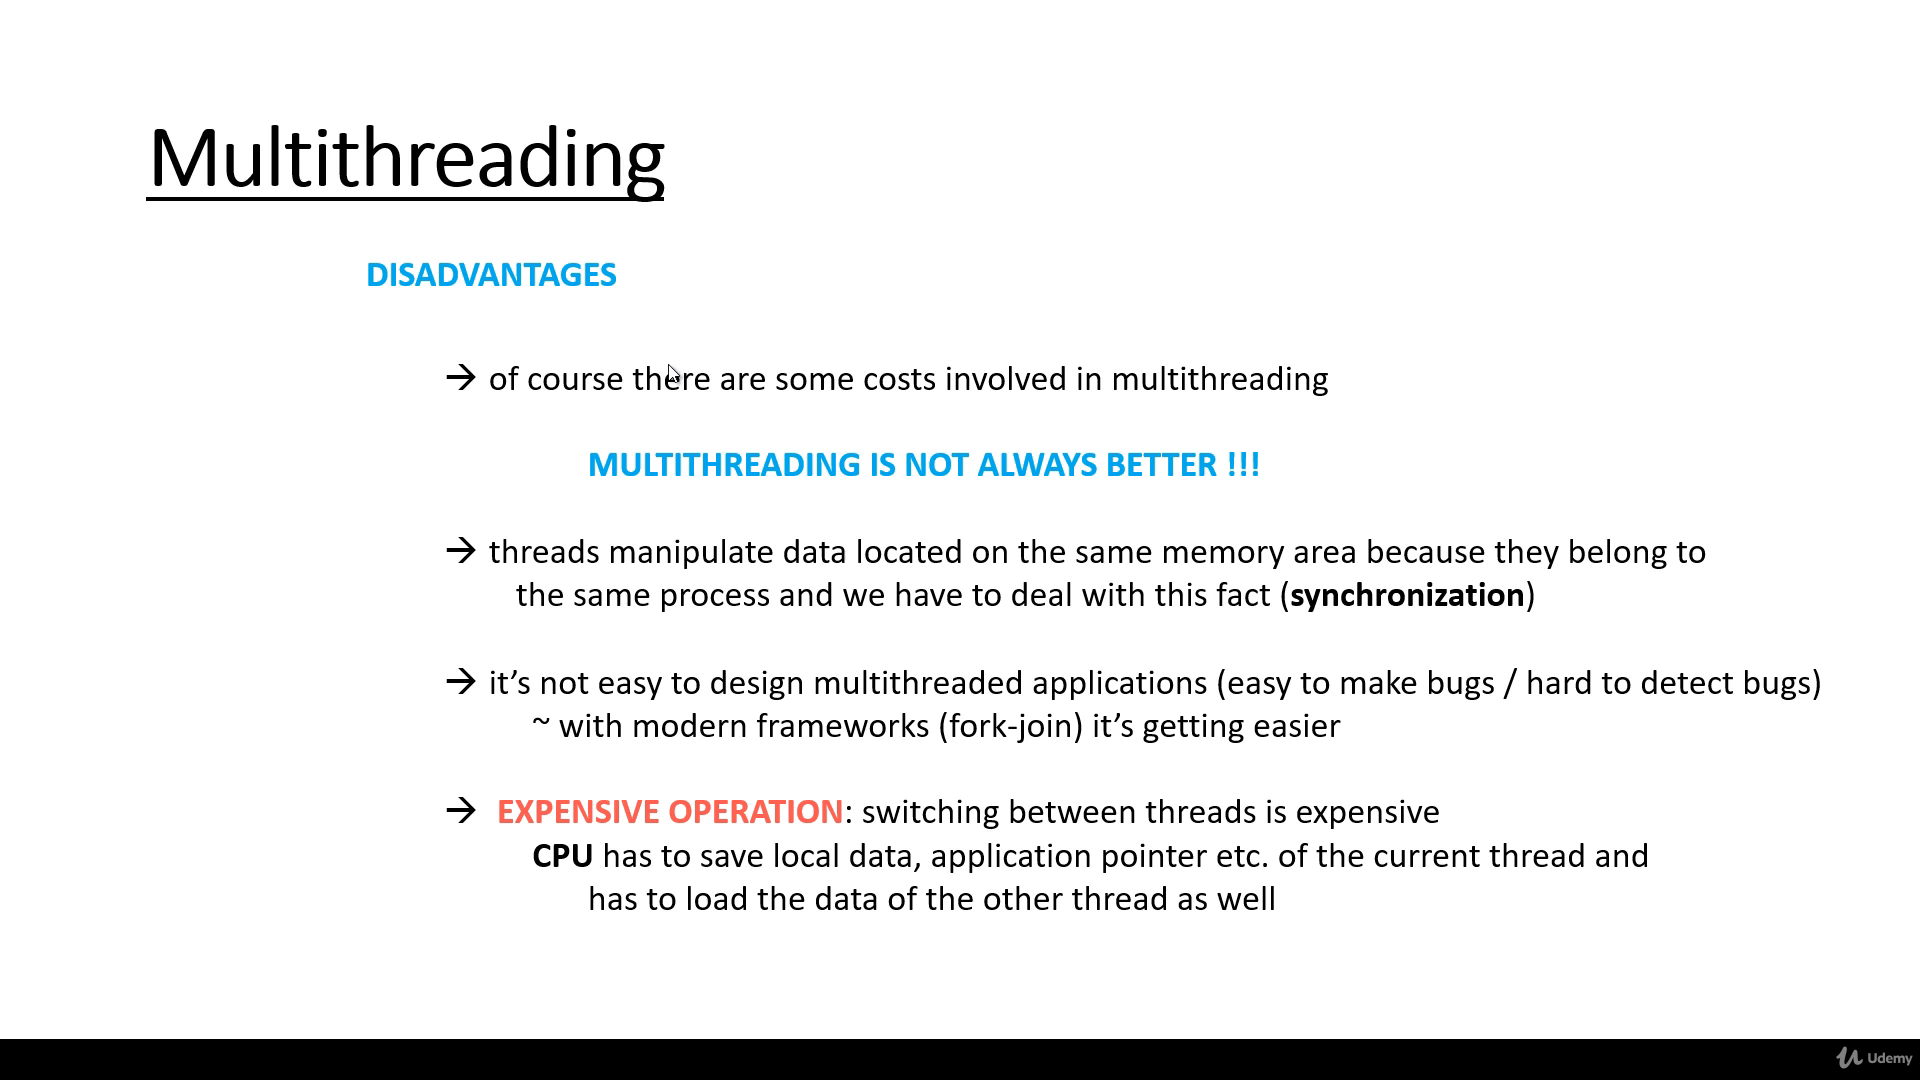 Multithreading
DISADVANTAGES
→ of course there are some costs involved in multithreading
MULTITHREADING IS NOT ALWAYS BETTER !!!
→ threads manipulate data located on the same memory area because they belong to
the same process and we have to deal with this fact (synchronization)
→ it’s not easy to design multithreaded applications (easy to make bugs / hard to detect bugs)
~ with modern frameworks (fork-join) it’s getting easier
→ EXPENSIVE OPERATION: switching between threads is expensive
CPU has to save local data, application pointer etc. of the current thread and
has to load the data of the other thread as well
Udemy